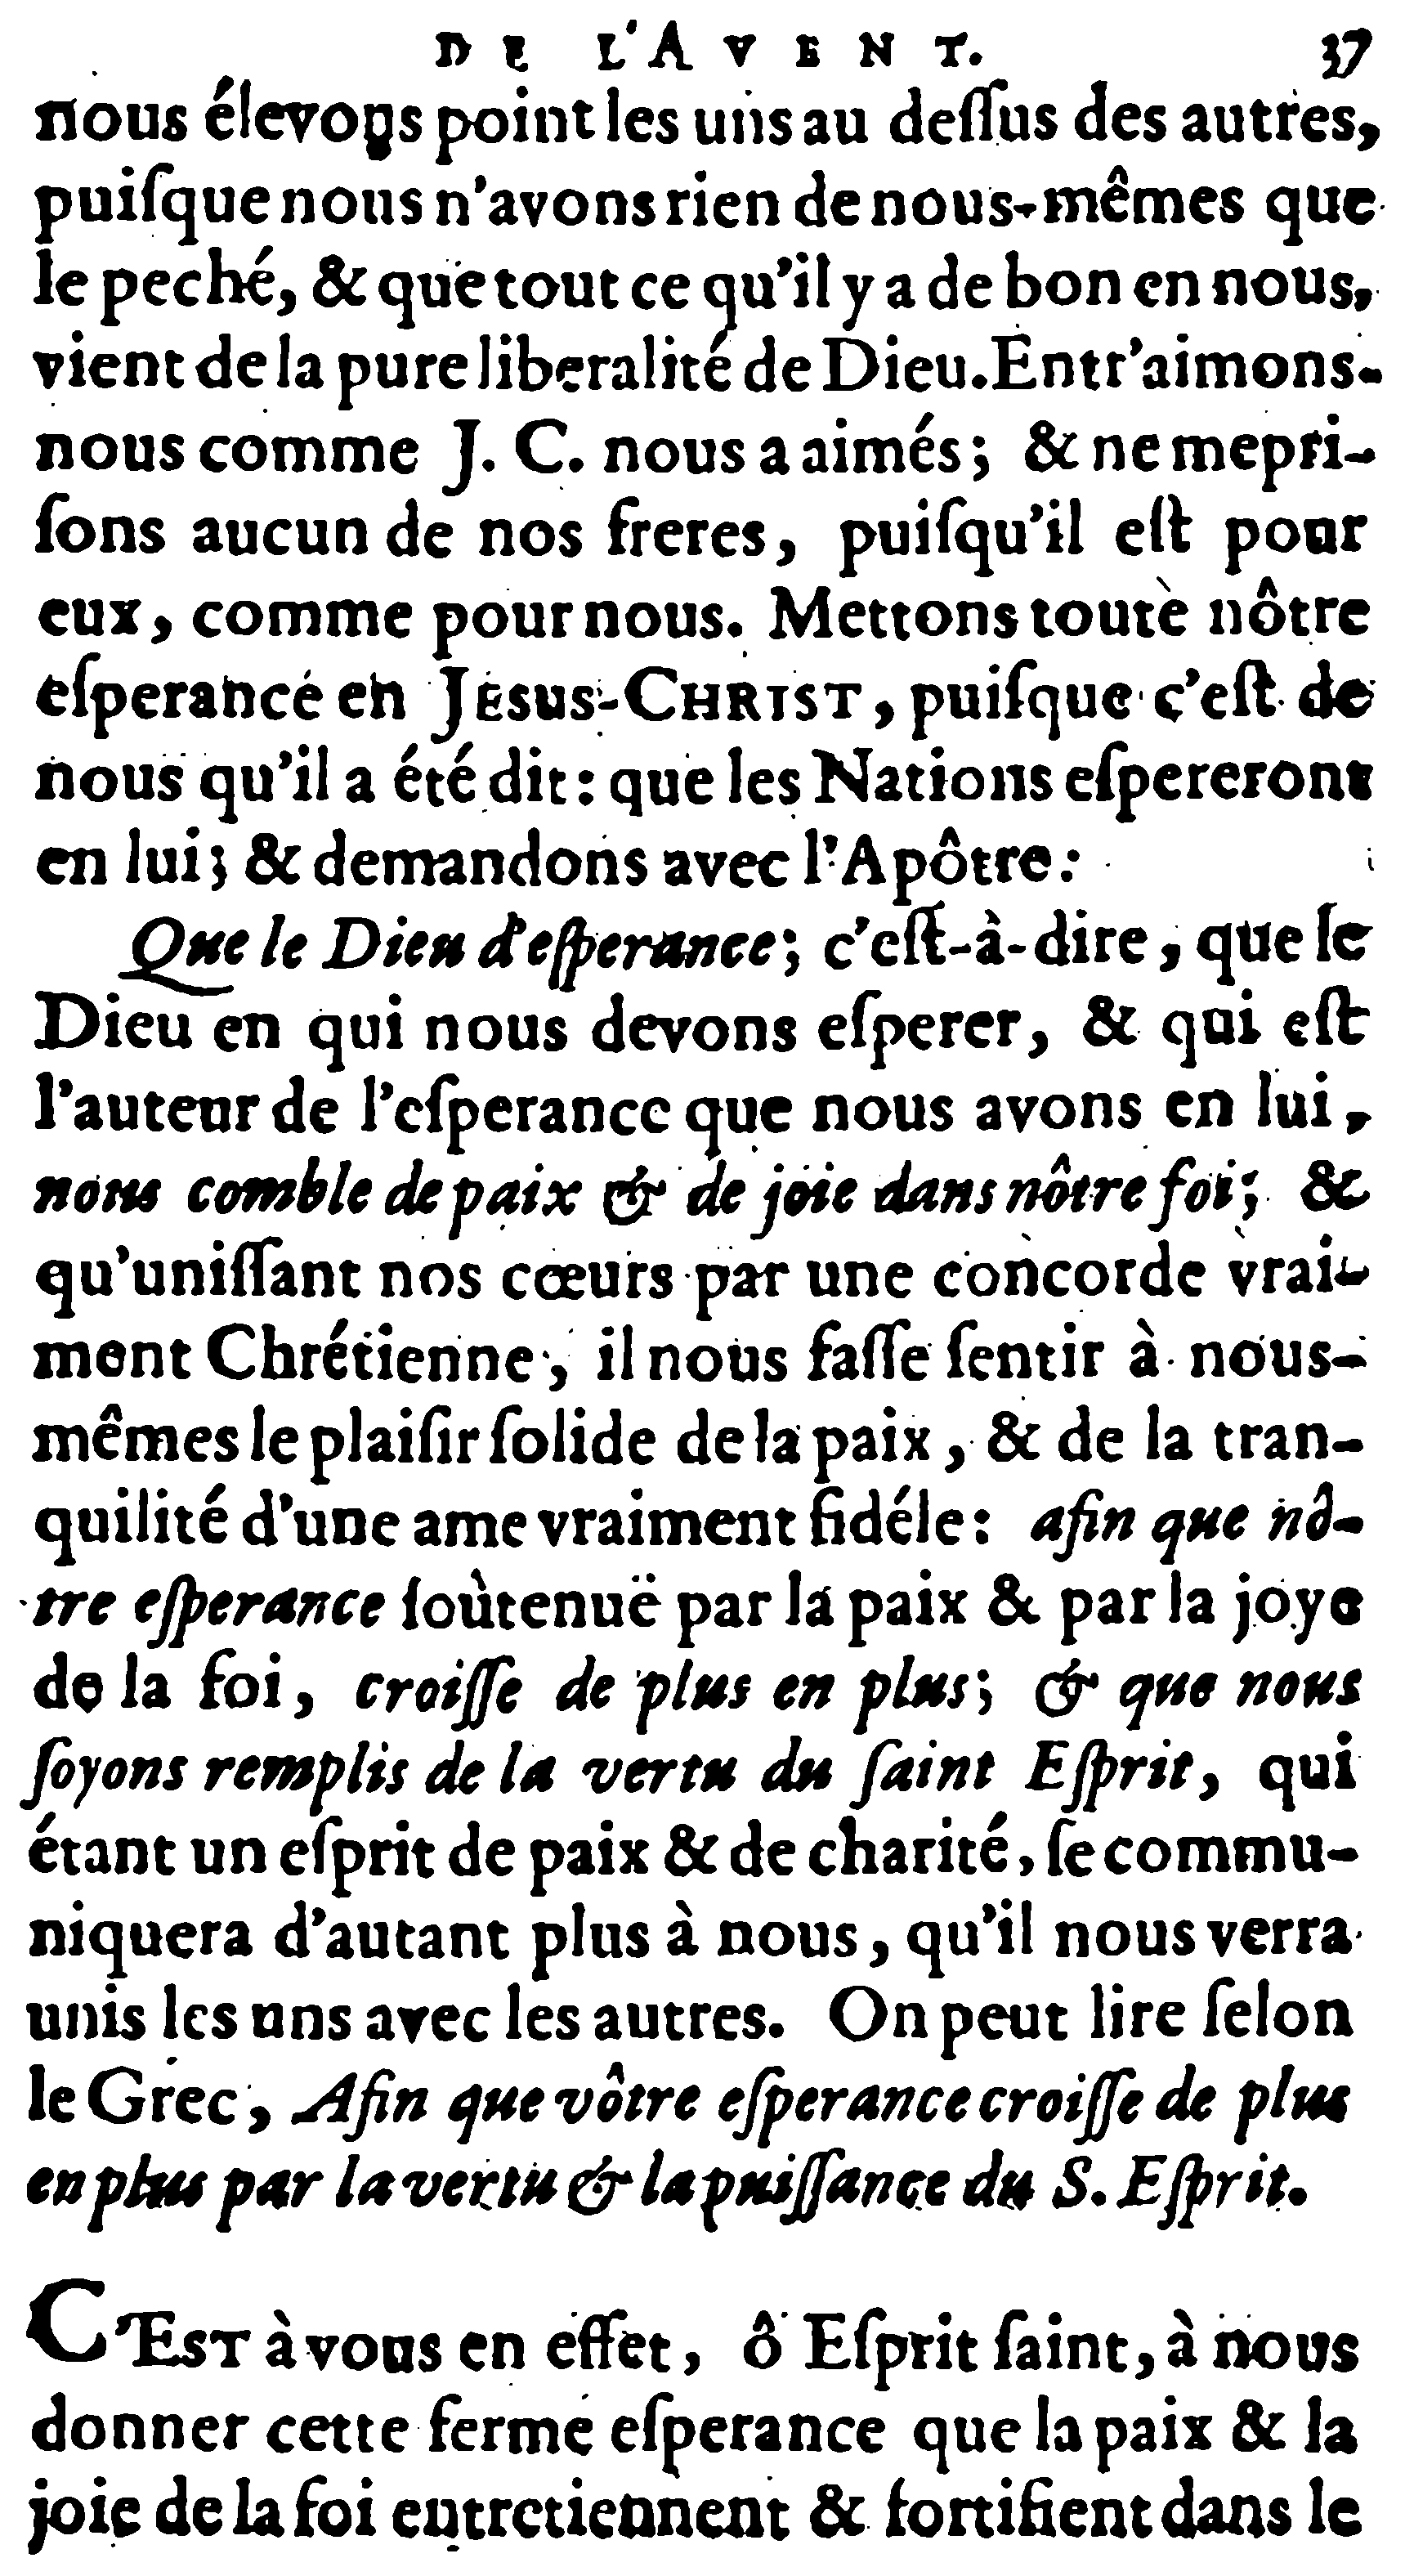 DE L'AVENT. 37
nous élevons point les uns au deſſus des autres,
puiſque nous n'avons rien de nous-mêmes que
le peché, & que tout ce qu'il y a de bon en nous,
vient de la pure liberalité de Dieu. Entr'aimons-
nous comme J. C. nous a aimés; & ne mepri-
ſons aucun de nos freres, puiſqu'il eſt pour
eux, comme pour nous. Mettons toute nôtre
eſperance en JESUS-CHRIST, puiſque c'eſt de
nous qu'il a été dit: que les Nations eſpereront
en lui; & demandons avec l'Apôtre:
Que le Dieu d'eſperance; c'eſt-à-dire, que le
Dieu en qui nous devons eſperer, & qui eſt
l'auteur de l'eſperance que nous avons en lui,
nous comble de paix & de joie dans nôtre foi; &
qu'uniſſant nos cœurs par une concorde vrai-
ment Chrétienne, il nous faſſe ſentir à nous-
mêmes le plaiſir ſolide de la paix, & de la tran-
quilité d'une ame vraiment fidéle: afin que nô-
tre eſperance ſoûtenuë par la paix & par la joye
de la foi, croiſſe de plus en plus; & que nous
ſoyons remplis de la vertu du ſaint Eſprit, qui
étant un eſprit de paix & de charité, ſe commu-
niquera d'autant plus à nous, qu'il nous verra
unis les uns avec les autres. On peut lire ſelon
le Grec, Afin que vôtre eſperance croiſſe de plus
en plus par la vertu & la puiſſance du S. Eſprit.
C'EST à vous en effet, ô Eſprit ſaint, à nous
donner cette ferme eſperance que la paix & la
joie de la foi entretiennent & fortifient dans le